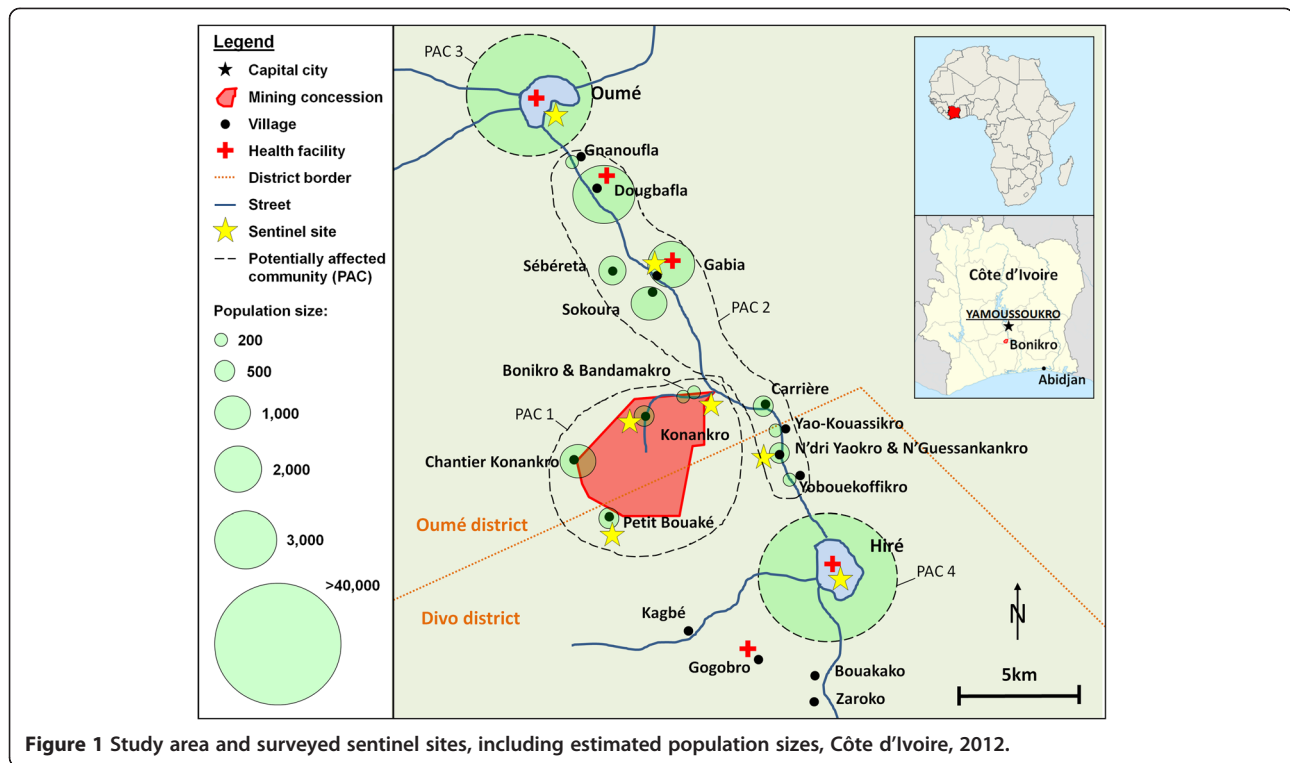 Legend
Capital city
Mining concession
Village
Health facility
District border
Street
Sentinel site
Potentially affected
community (PAC)
Population size:
200
500
1,000
2,000
3,000
>40,000
PAC 3
Oumé
Gnanoufla
Dougbafla
Sébéreta
Gabia
Sokoura
PAC 2
Bonikro & Bandamakro
Carrière
PAC 1
Yao-Kouassikro
Konankro
N'dri Yaokro & N'Guessankankro
Chantier Konankro
Yobouekoffikro
Petit Bouaké
Oumé district
Hiré
PAC 4
Divo district
Kagbé
Gogobro
Bouakako
Zaroko
Côte d'Ivoire
YAMOUSSOUKRO
Bonikro
Abidjan
N
5km
Figure 1 Study area and surveyed sentinel sites, including estimated population sizes, Côte d'Ivoire, 2012.